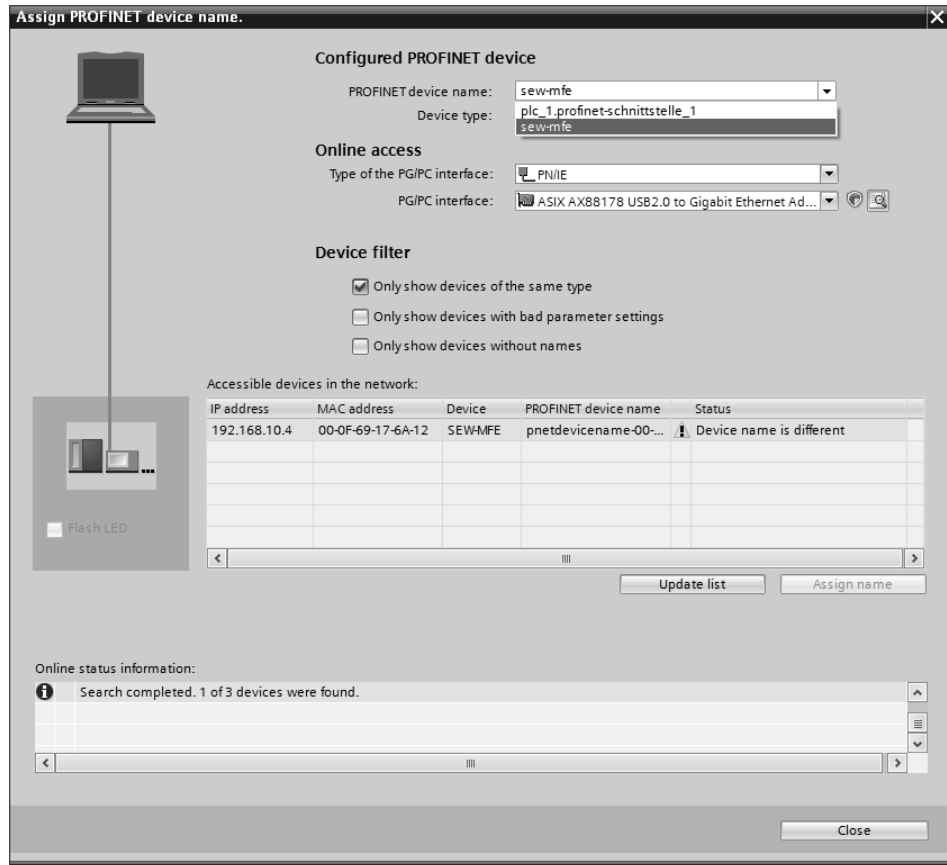 Assign PROFINET device name.
Configured PROFINET device
PROFINET device name: sew-mfe
plc_1.profinet-schnittstelle_1
Device type:
sew-mfe
Online access
Type of the PG/PC interface: PN/IE
PG/PC interface: ASIX AX88178 USB2.0 to Gigabit Ethernet Ad...
Device filter
Only show devices of the same type
Only show devices with bad parameter settings
Only show devices without names
Accessible devices in the network:
IP address MAC address Device PROFINET device name Status
192.168.10.4 00-0F-69-17-6A-12 SEW-MFE pnetdevicename-00-... Device name is different
Flash LED
Update list Assign name
Online status information:
Search completed. 1 of 3 devices were found.
Close